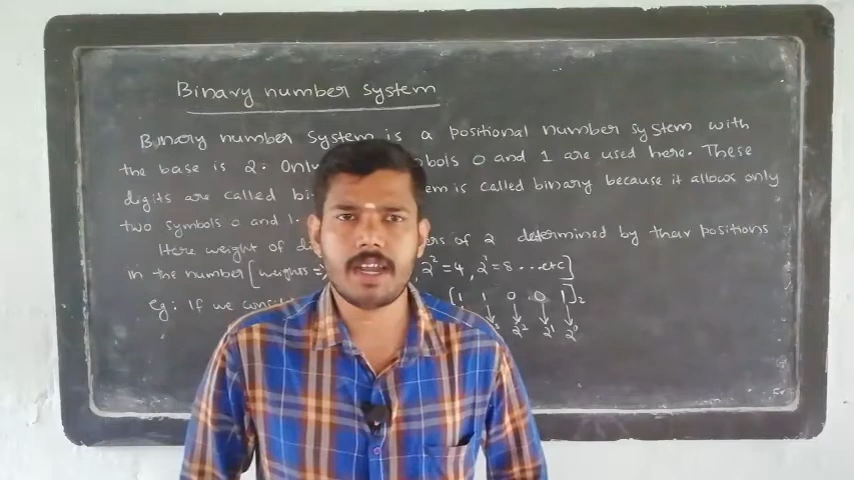 Binary number system
Binary number system is a positional number system with
the base is 2. Only symbols 0 and 1 are used here. These
digits are called bi em is called binary because it allows only
two symbols 0 and 1.
Here weight of di ers of 2 determined by thar positions
in the number [weights = , 2² = 4, 2³ = 8 ... etc]
Eg: If we consi [1 1 0 0 1]₂
2² 2¹ 2⁰